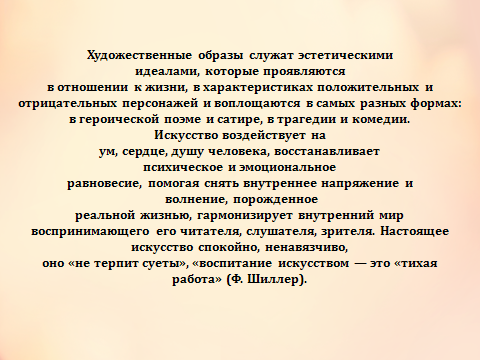 Художественные образы служат эстетическими
идеалами, которые проявляются
в отношении к жизни, в характеристиках положительных и
отрицательных персонажей и воплощаются в самых разных формах:
в героической поэме и сатире, в трагедии и комедии.
Искусство воздействует на
ум, сердце, душу человека, восстанавливает
психическое и эмоциональное
равновесие, помогая снять внутреннее напряжение и
волнение, порожденное
реальной жизнью, гармонизирует внутренний мир
воспринимающего его читателя, слушателя, зрителя. Настоящее
искусство спокойно, ненавязчиво,
оно «не терпит суеты», «воспитание искусством — это «тихая
работа» (Ф. Шиллер).